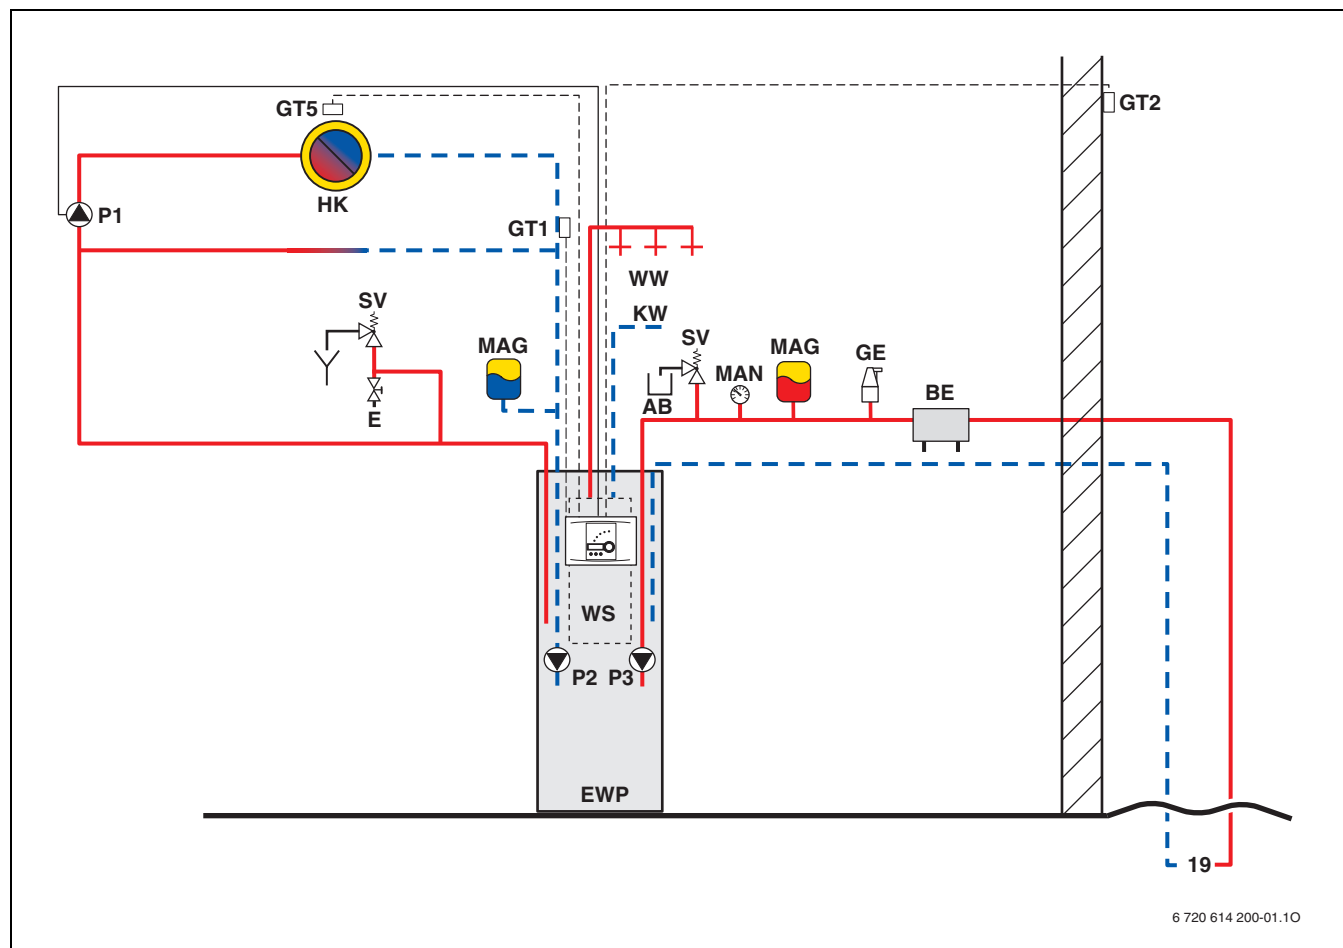 GT5
GT2
HK
P1
GT1
WW
KW
SV
SV
MAG
MAN
MAG
GE
BE
AB
E
WS
P2
P3
EWP
19
6 720 614 200-01.1O